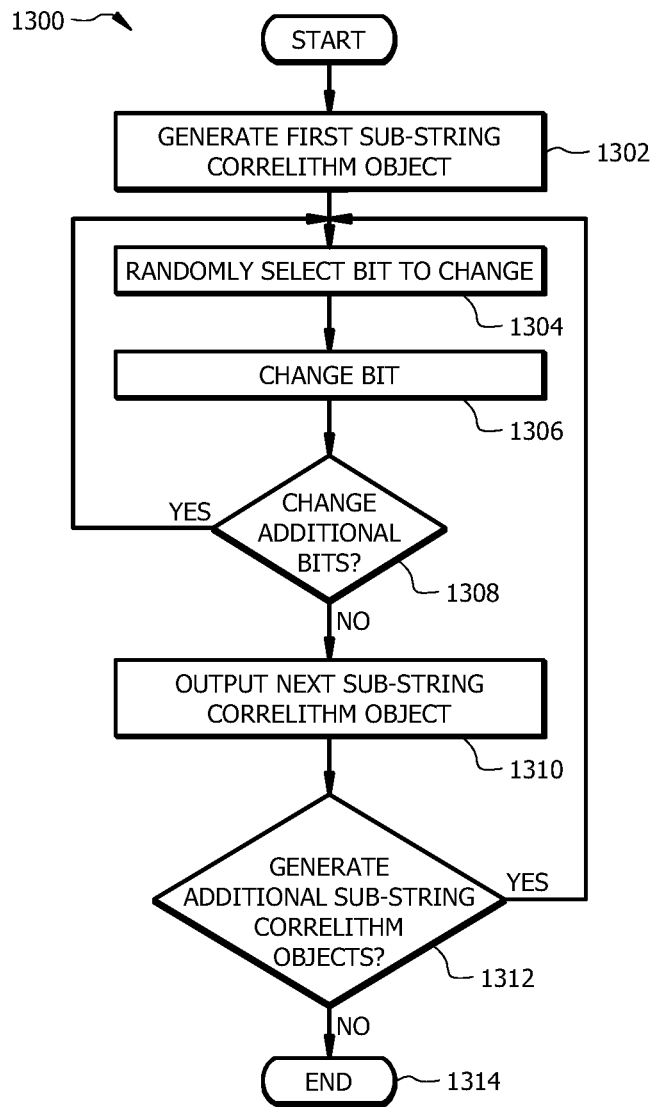 1300
START
GENERATE FIRST SUB-STRING
CORRELITHM OBJECT
1302
RANDOMLY SELECT BIT TO CHANGE
1304
CHANGE BIT
1306
YES
CHANGE
ADDITIONAL
BITS?
1308
NO
OUTPUT NEXT SUB-STRING
CORRELITHM OBJECT
1310
GENERATE
ADDITIONAL SUB-STRING
CORRELITHM
OBJECTS?
YES
1312
NO
END
1314